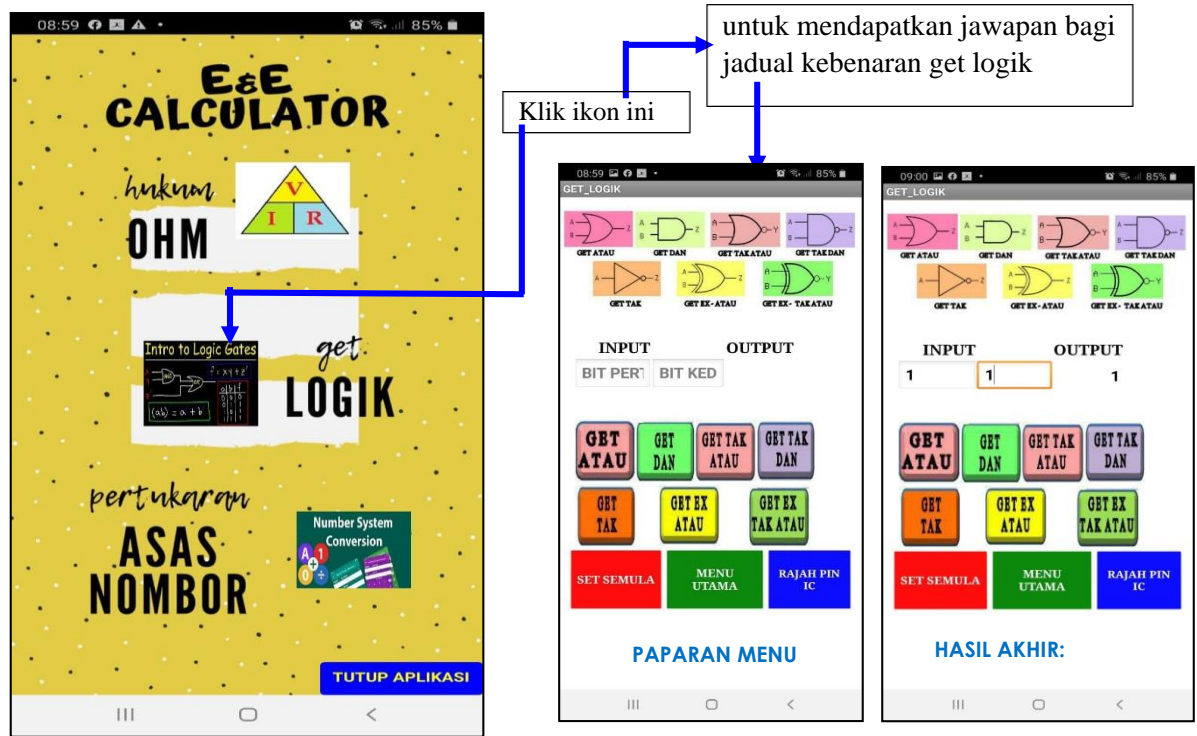 08:59 85%
E&E
CALCULATOR
hukum
OHM
V
I R
Intro to Logic Gates
get
LOGIK
pertukaran
ASAS
NOMBOR
Number System
Conversion
A 1
0 ÷
TUTUP APLIKASI
Klik ikon ini
untuk mendapatkan jawapan bagi
jadual kebenaran get logik
08:59 85%
GET_LOGIK
A B Z A B Z A B Y A B Z
GET ATAU GET DAN GET TAK ATAU GET TAK DAN
A Z A B Z A B Y
GET TAK GET EX-ATAU GET EX- TAK ATAU
INPUT OUTPUT
BIT PERT BIT KED
GET ATAU GET DAN GET TAK ATAU GET TAK DAN
GET TAK GET EX ATAU GET EX TAK ATAU
SET SEMULA MENU UTAMA RAJAH PIN IC
PAPARAN MENU
09:00 85%
GET_LOGIK
A B Z A B Z A B Y A B Z
GET ATAU GET DAN GET TAK ATAU GET TAK DAN
A Z A B Z A B Y
GET TAK GET EX-ATAU GET EX- TAK ATAU
INPUT OUTPUT
1 1 1
GET ATAU GET DAN GET TAK ATAU GET TAK DAN
GET TAK GET EX ATAU GET EX TAK ATAU
SET SEMULA MENU UTAMA RAJAH PIN IC
HASIL AKHIR: